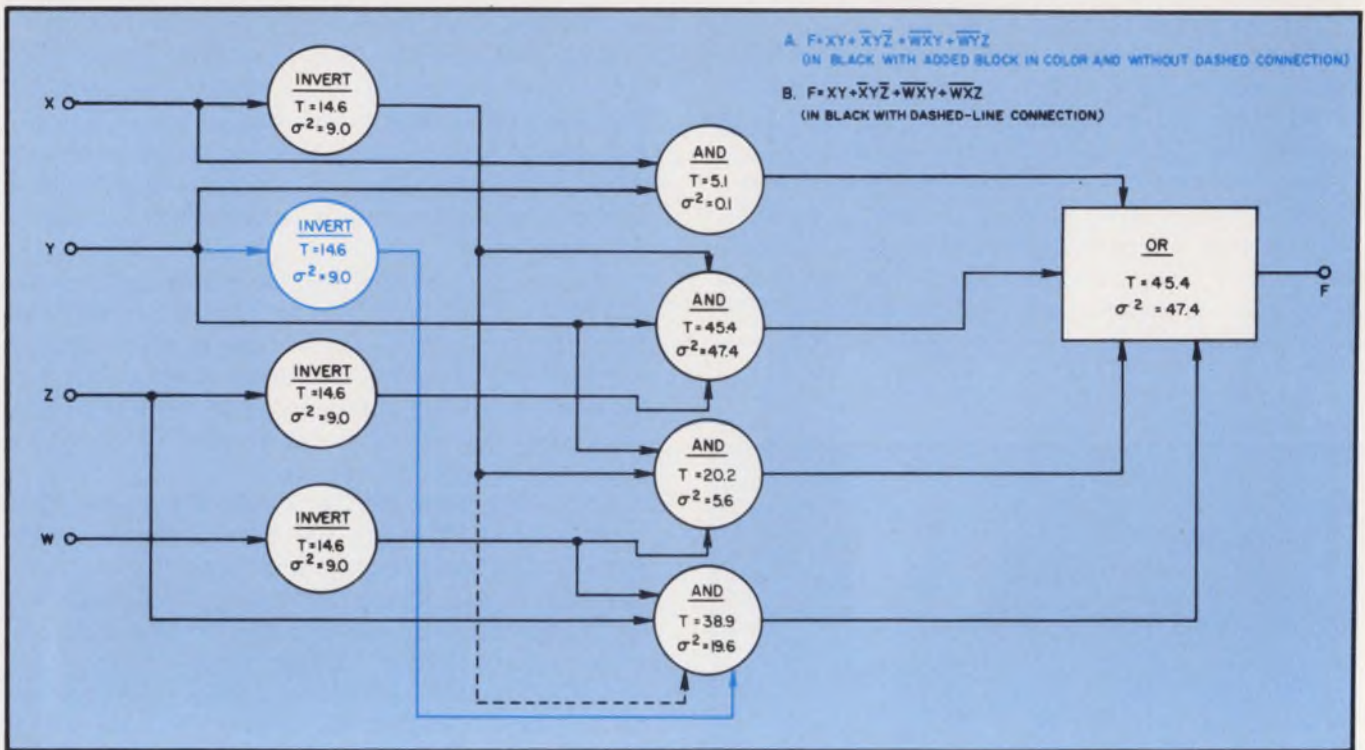 A. F=XY+X̅YZ̅+W̅X̅Y+W̅Y̅Z
(IN BLACK WITH ADDED BLOCK IN COLOR AND WITHOUT DASHED CONNECTION)
B. F=XY+X̅YZ̅+W̅X̅Y+W̅X̅Z
(IN BLACK WITH DASHED-LINE CONNECTION)
X
INVERT
T=14.6
σ²=9.0
AND
T=5.1
σ²=0.1
Y
INVERT
T=14.6
σ²=9.0
OR
T=45.4
σ²=47.4
F
AND
T=45.4
σ²=47.4
Z
INVERT
T=14.6
σ²=9.0
AND
T=20.2
σ²=5.6
W
INVERT
T=14.6
σ²=9.0
AND
T=38.9
σ²=19.6